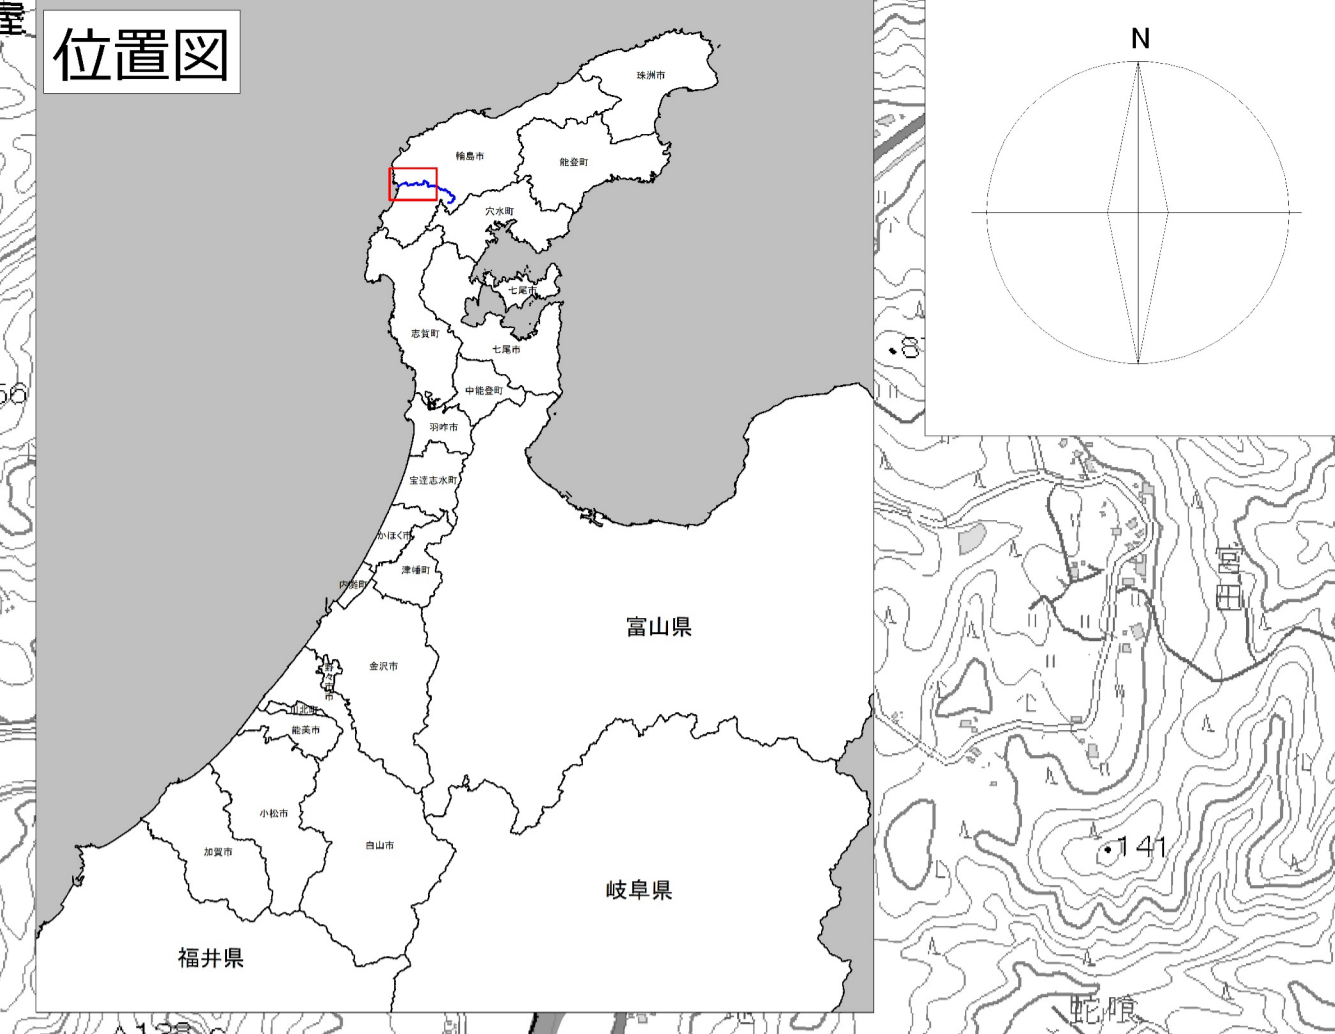 屋
位置図
N
珠洲市
輪島市
能登町
穴水町
七尾市
志賀町
七尾市
中能登町
羽咋市
宝達志水町
かほく市
津幡町
内灘町
富山県
金沢市
野々市市
川北町
能美市
小松市
加賀市
白山市
岐阜県
福井県
56
141
蛇喰